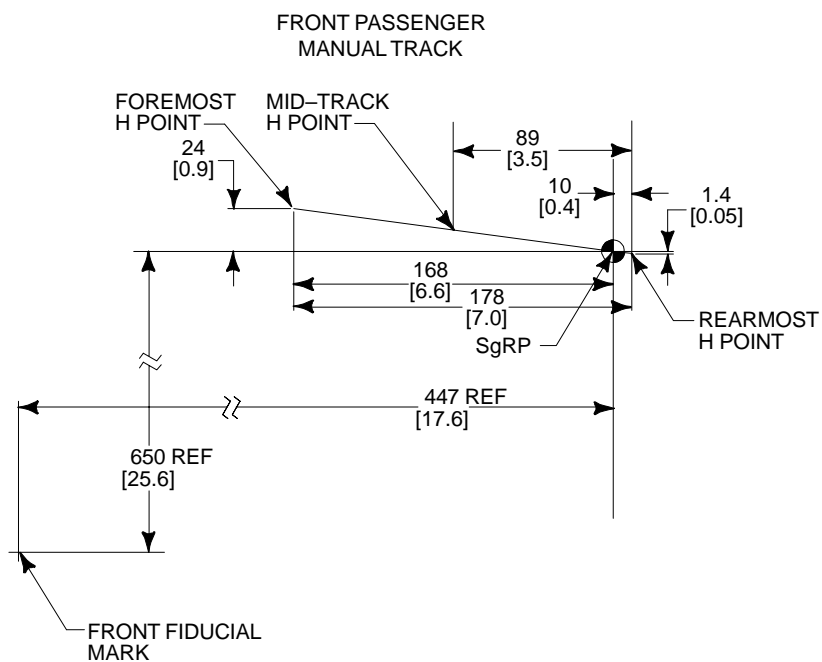 FRONT PASSENGER
MANUAL TRACK
FOREMOST
H POINT
MID–TRACK
H POINT
24
[0.9]
89
[3.5]
10
[0.4]
1.4
[0.05]
168
[6.6]
178
[7.0]
SgRP
REARMOST
H POINT
447 REF
[17.6]
650 REF
[25.6]
FRONT FIDUCIAL
MARK